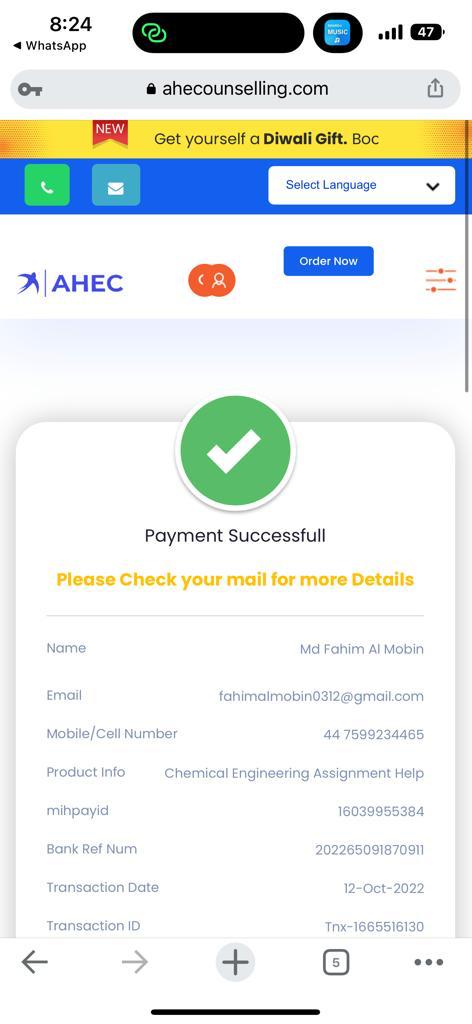 8:24
WhatsApp
MUSIC
47
ahecounselling.com
NEW
Get yourself a Diwali Gift. Boo
Select Language
AHEC
Order Now
Payment Successfull
Please Check your mail for more Details
Name Md Fahim Al Mobin
Email fahimalmobin0312@gmail.com
Mobile/Cell Number 44 7599234465
Product Info Chemical Engineering Assignment Help
mihpayid 16039955384
Bank Ref Num 202265091870911
Transaction Date 12-Oct-2022
Transaction ID Tnx-1665516130
5